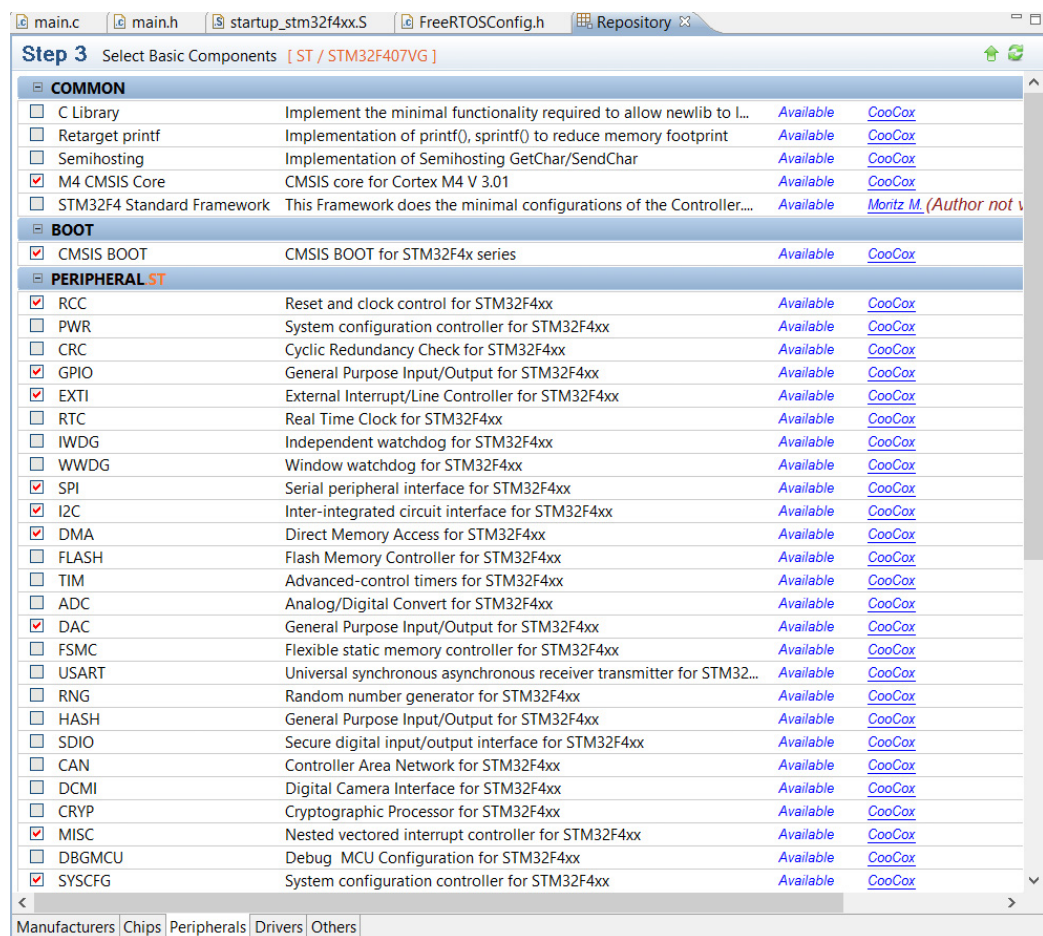 main.c main.h startup_stm32f4xx.S FreeRTOSConfig.h Repository
Step 3 Select Basic Components [ ST / STM32F407VG ]
COMMON
C Library Implement the minimal functionality required to allow newlib to l... Available CooCox
Retarget printf Implementation of printf(), sprintf() to reduce memory footprint Available CooCox
Semihosting Implementation of Semihosting GetChar/SendChar Available CooCox
M4 CMSIS Core CMSIS core for Cortex M4 V 3.01 Available CooCox
STM32F4 Standard Framework This Framework does the minimal configurations of the Controller.... Available Moritz M. (Author not v
BOOT
CMSIS BOOT CMSIS BOOT for STM32F4x series Available CooCox
PERIPHERAL.ST
RCC Reset and clock control for STM32F4xx Available CooCox
PWR System configuration controller for STM32F4xx Available CooCox
CRC Cyclic Redundancy Check for STM32F4xx Available CooCox
GPIO General Purpose Input/Output for STM32F4xx Available CooCox
EXTI External Interrupt/Line Controller for STM32F4xx Available CooCox
RTC Real Time Clock for STM32F4xx Available CooCox
IWDG Independent watchdog for STM32F4xx Available CooCox
WWDG Window watchdog for STM32F4xx Available CooCox
SPI Serial peripheral interface for STM32F4xx Available CooCox
I2C Inter-integrated circuit interface for STM32F4xx Available CooCox
DMA Direct Memory Access for STM32F4xx Available CooCox
FLASH Flash Memory Controller for STM32F4xx Available CooCox
TIM Advanced-control timers for STM32F4xx Available CooCox
ADC Analog/Digital Convert for STM32F4xx Available CooCox
DAC General Purpose Input/Output for STM32F4xx Available CooCox
FSMC Flexible static memory controller for STM32F4xx Available CooCox
USART Universal synchronous asynchronous receiver transmitter for STM32... Available CooCox
RNG Random number generator for STM32F4xx Available CooCox
HASH General Purpose Input/Output for STM32F4xx Available CooCox
SDIO Secure digital input/output interface for STM32F4xx Available CooCox
CAN Controller Area Network for STM32F4xx Available CooCox
DCMI Digital Camera Interface for STM32F4xx Available CooCox
CRYP Cryptographic Processor for STM32F4xx Available CooCox
MISC Nested vectored interrupt controller for STM32F4xx Available CooCox
DBGMCU Debug MCU Configuration for STM32F4xx Available CooCox
SYSCFG System configuration controller for STM32F4xx Available CooCox
Manufacturers Chips Peripherals Drivers Others